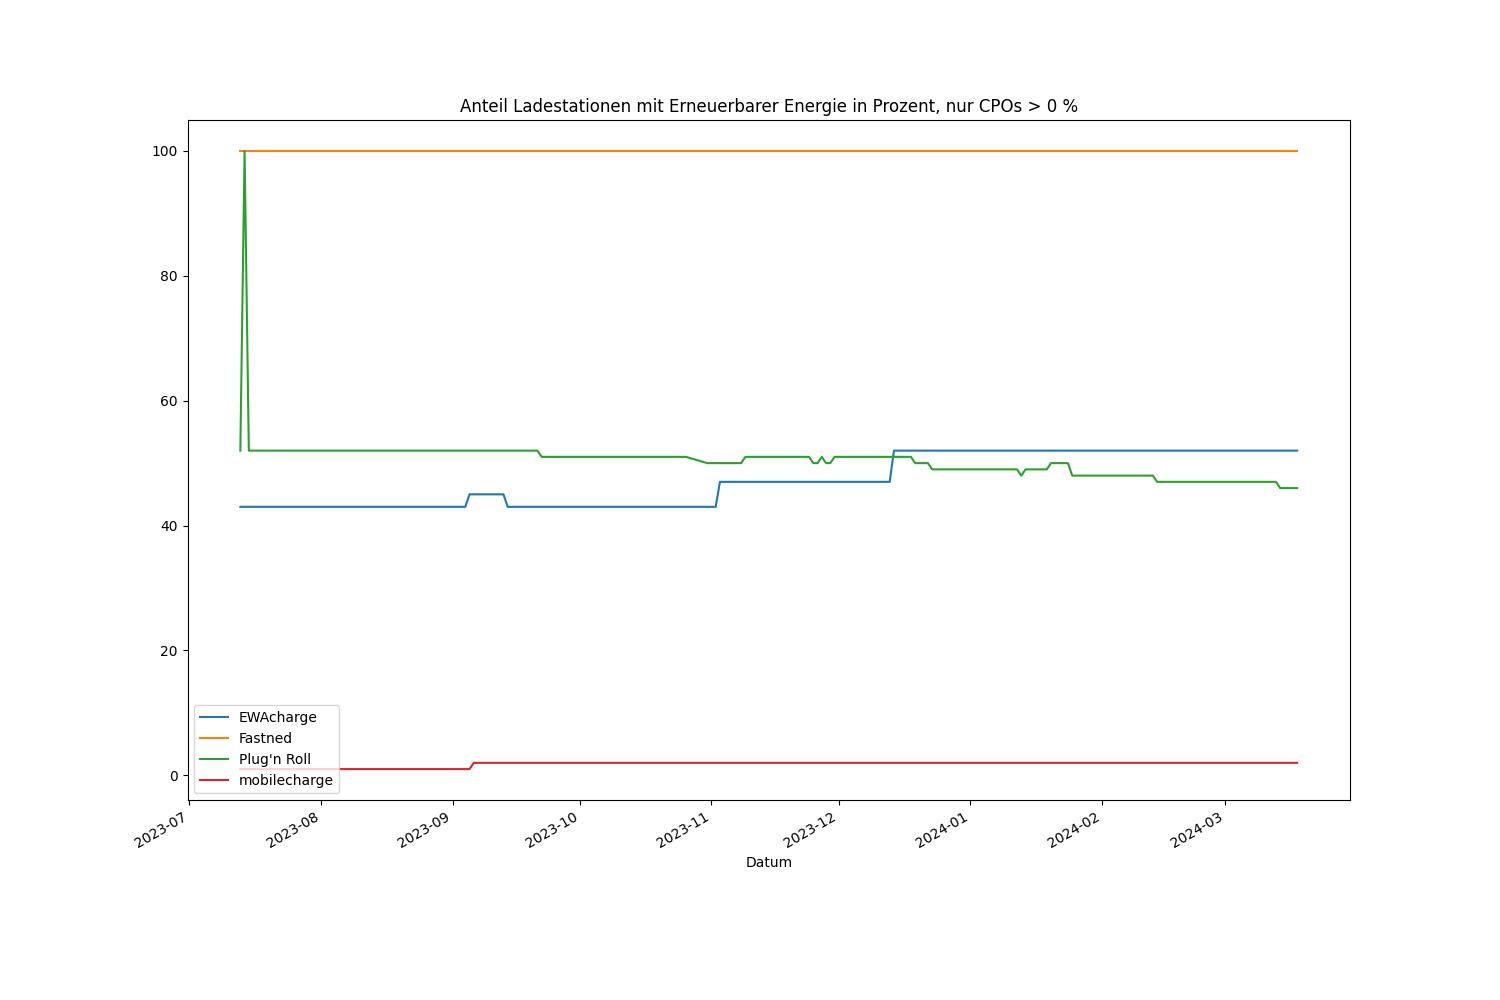 Anteil Ladestationen mit Erneuerbarer Energie in Prozent, nur CPOs > 0 %
100
80
60
40
20
0
EWAcharge
Fastned
Plug'n Roll
mobilecharge
2023-07
2023-08
2023-09
2023-10
2023-11
2023-12
2024-01
2024-02
2024-03
Datum